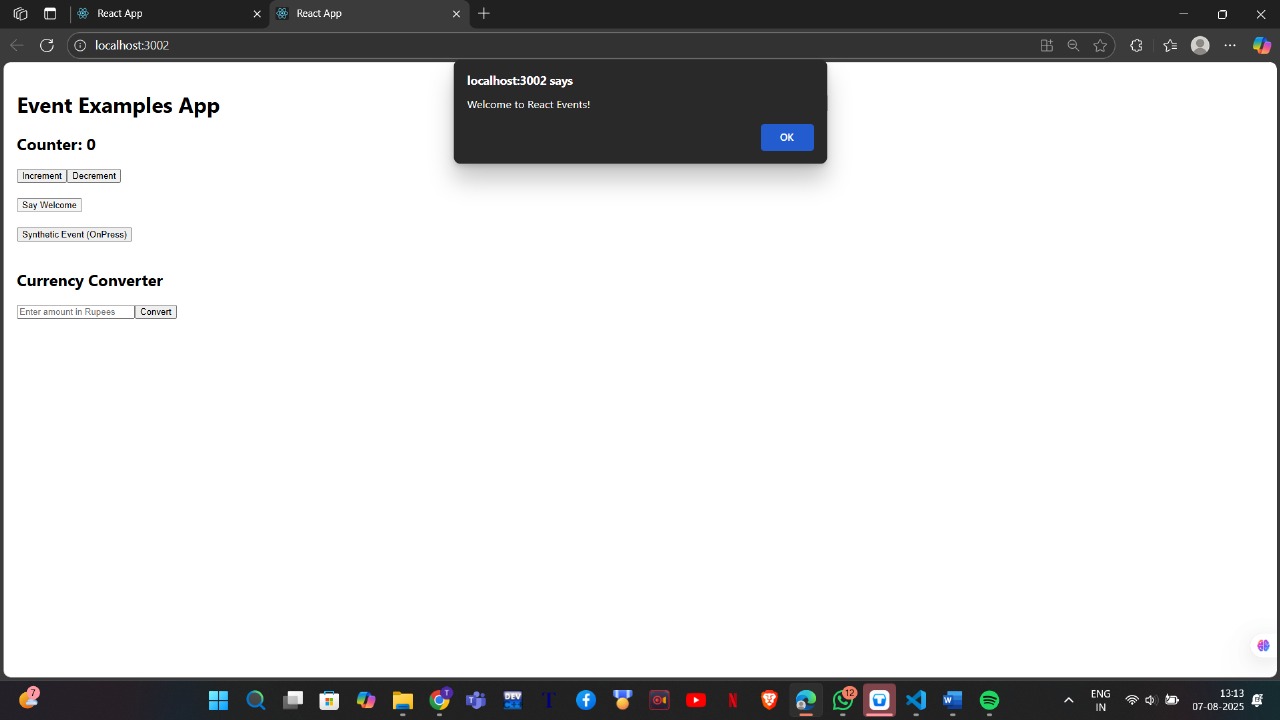 React App
React App
localhost:3002
localhost:3002 says
Welcome to React Events!
OK
Event Examples App
Counter: 0
Increment Decrement
Say Welcome
Synthetic Event (OnPress)
Currency Converter
Enter amount in Rupees Convert
7
T
DEV
T
N
12
W
ENG
IN
13:13
07-08-2025